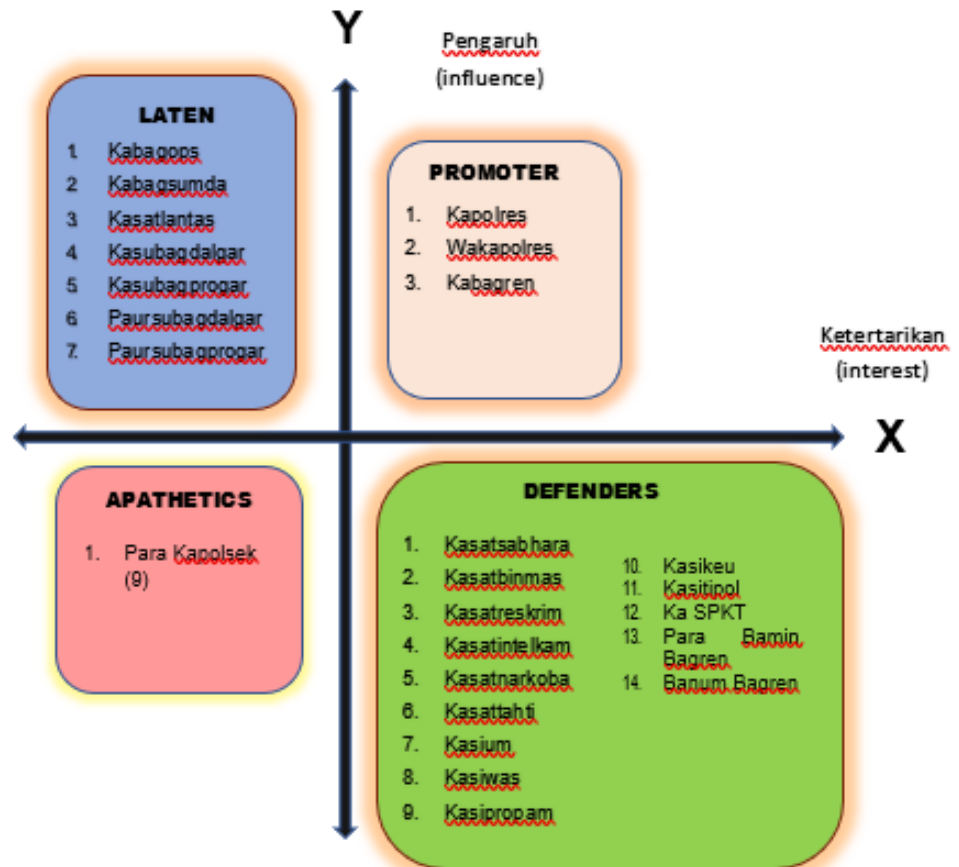 Y
Pengaruh
(influence)
LATEN
1. Kabagops
2 Kabagsumda
3 Kasatlantas
4 Kasubagdalgar
5 Kasubagprogar
6 Paursubagdalgar
7. Paursubagprogar
PROMOTER
1. Kapolres
2. Wakapolres
3. Kabagren
Ketertarikan
(interest)
X
APATHETICS
1. Para Kapolsek
(9)
DEFENDERS
1. Kasatsabhara
2. Kasatbinmas
3. Kasatreskrim
4. Kasatintelkam
5. Kasatnarkoba
6. Kasattahti
7. Kasium
8. Kasiwas
9. Kasipropam
10. Kasikeu
11. Kasitipol
12. Ka SPKT
13. Para Bamin
Bagren
14. Banum Bagren